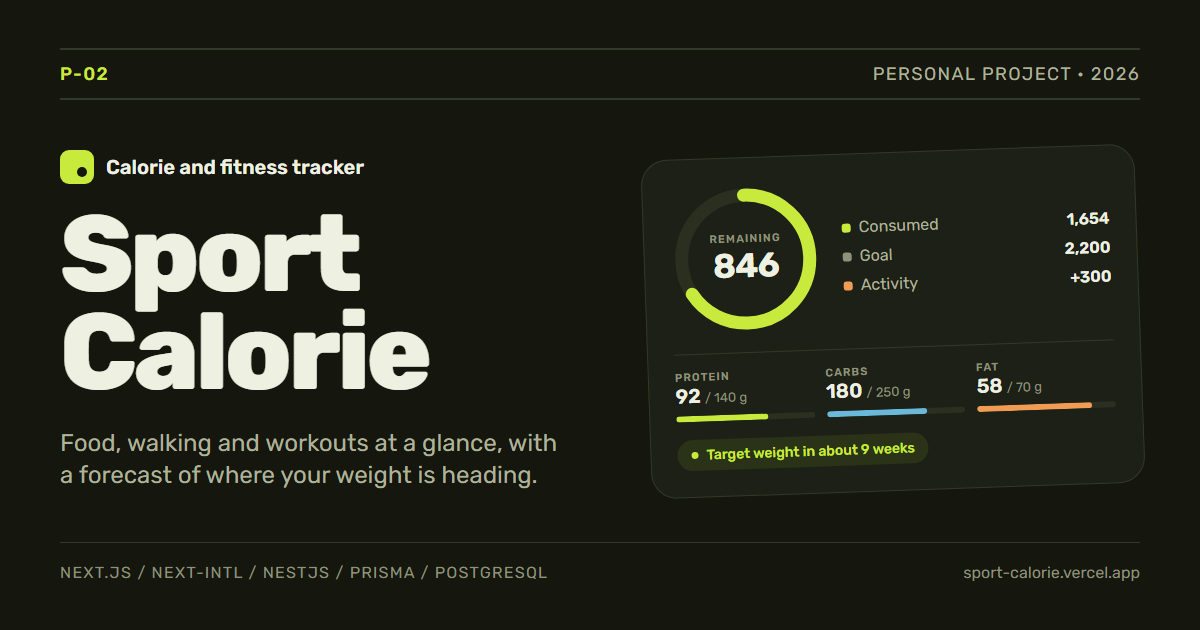 P-02
PERSONAL PROJECT • 2026
Calorie and fitness tracker
Sport
Calorie
Food, walking and workouts at a glance, with
a forecast of where your weight is heading.
REMAINING
846
Consumed 1,654
Goal 2,200
Activity +300
PROTEIN
92 / 140 g
CARBS
180 / 250 g
FAT
58 / 70 g
Target weight in about 9 weeks
NEXT.JS / NEXT-INTL / NESTJS / PRISMA / POSTGRESQL
sport-calorie.vercel.app